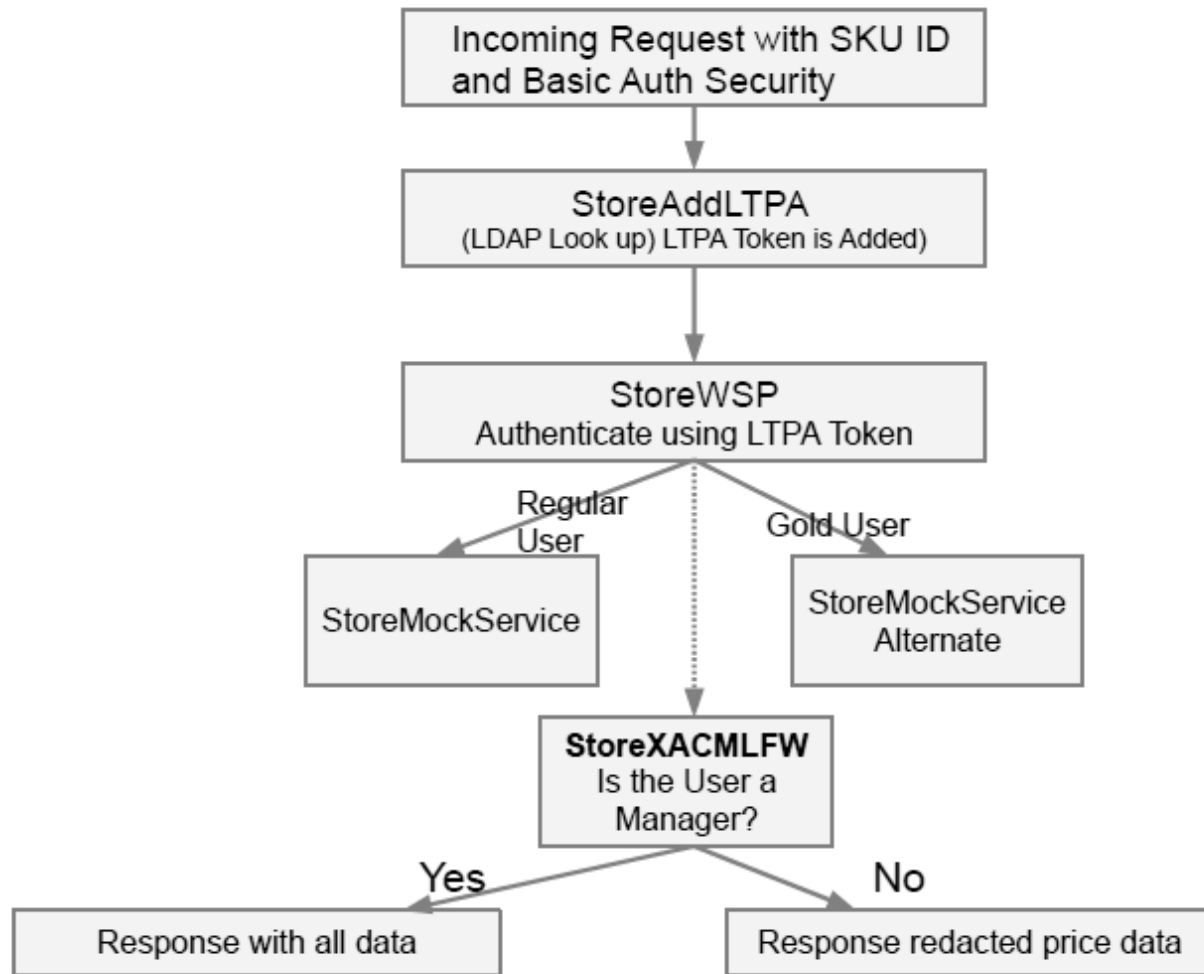 Incoming Request with SKU ID
and Basic Auth Security
StoreAddLTPA
(LDAP Look up) LTPA Token is Added)
StoreWSP
Authenticate using LTPA Token
Regular
User
Gold User
StoreMockService
StoreMockService
Alternate
StoreXACMLFW
Is the User a
Manager?
Yes
No
Response with all data
Response redacted price data